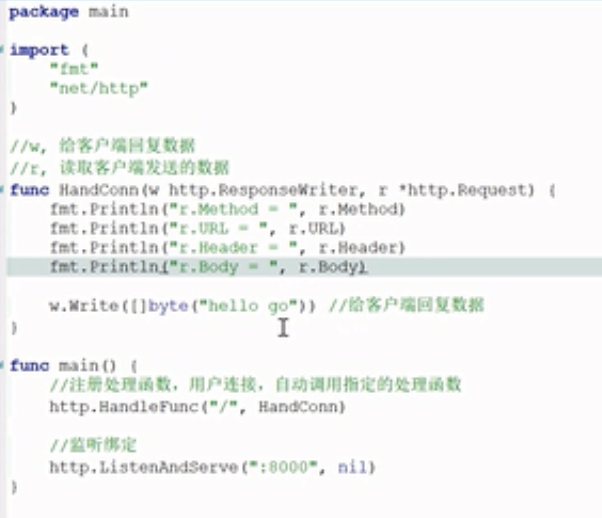 package main
import (
"fmt"
"net/http"
)
//w, 给客户端回复数据
//r, 读取客户端发送的数据
func HandConn(w http.ResponseWriter, r *http.Request) {
fmt.Println("r.Method = ", r.Method)
fmt.Println("r.URL = ", r.URL)
fmt.Println("r.Header = ", r.Header)
fmt.Println("r.Body = ", r.Body)
w.Write([]byte("hello go")) //给客户端回复数据
}
func main() {
//注册处理函数，用户连接，自动调用指定的处理函数
http.HandleFunc("/", HandConn)
//监听绑定
http.ListenAndServe(":8000", nil)
}